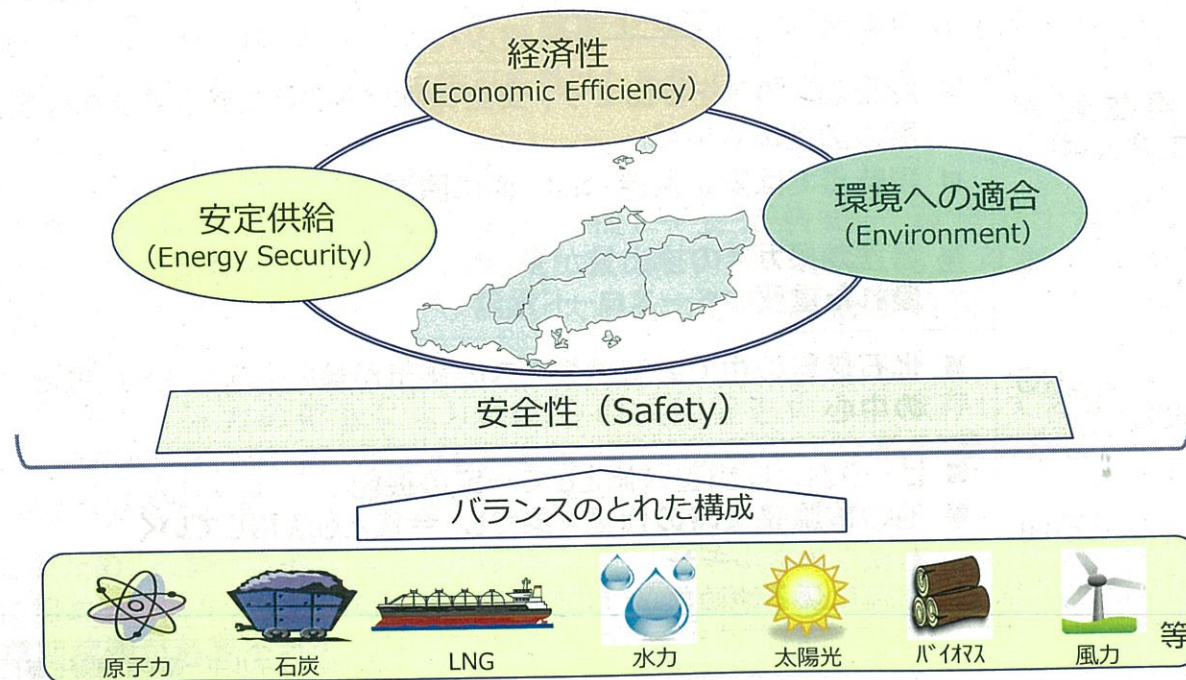 経済性
(Economic Efficiency)
安定供給
(Energy Security)
環境への適合
(Environment)
安全性(Safety)
バランスのとれた構成
原子力
石炭
LNG
水力
太陽光
バイオマス
風力
等